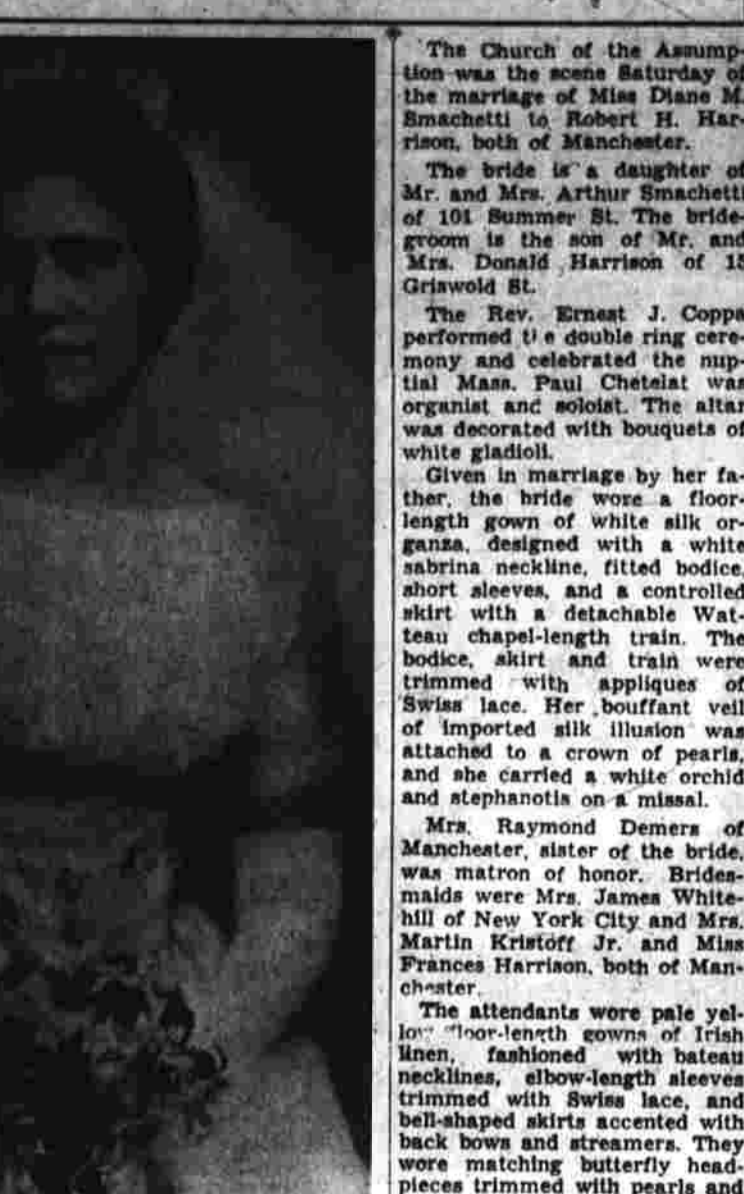 The Church of the Assump-
tion was the scene Saturday of
the marriage of Miss Diane M.
Smachetti to Robert H. Har-
rison, both of Manchester.
The bride is a daughter of
Mr. and Mrs. Arthur Smachetti
of 101 Summer St. The bride-
groom is the son of Mr. and
Mrs. Donald Harrison of 15
Griswold St.
The Rev. Ernest J. Coppa
performed the double ring cere-
mony and celebrated the nup-
tial Mass. Paul Chetelat was
organist and soloist. The altar
was decorated with bouquets of
white gladioli.
Given in marriage by her fa-
ther, the bride wore a floor-
length gown of white silk or-
ganza, designed with a white
sabrina neckline, fitted bodice,
short sleeves, and a controlled
skirt with a detachable Wat-
teau chapel-length train. The
bodice, skirt and train were
trimmed with appliques of
Swiss lace. Her bouffant veil
of imported silk illusion was
attached to a crown of pearls,
and she carried a white orchid
and stephanotis on a missal.
Mrs. Raymond Demers of
Manchester, sister of the bride,
was matron of honor. Brides-
maids were Mrs. James White-
hill of New York City and Mrs.
Martin Kristoff Jr. and Miss
Frances Harrison, both of Man-
chester.
The attendants wore pale yel-
low floor-length gowns of Irish
linen, fashioned with bateau
necklines, elbow-length sleeves
trimmed with Swiss lace, and
bell-shaped skirts accented with
back bows and streamers. They
wore matching butterfly head-
pieces trimmed with pearls and